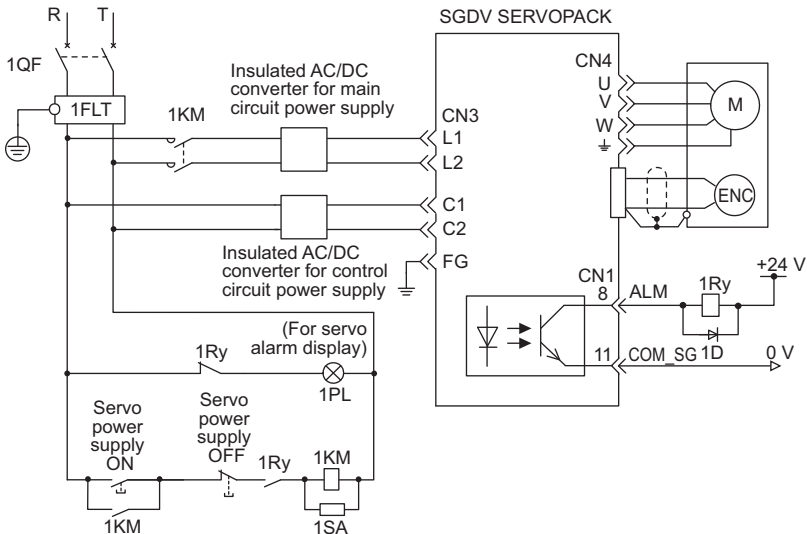 R
T
SGDV SERVOPACK
1QF
CN4
Insulated AC/DC
converter for main
circuit power supply
U
V
W
M
1FLT
1KM
CN3
L1
L2
C1
C2
ENC
Insulated AC/DC
converter for control
circuit power supply
FG
CN1
+24 V
8
ALM
1Ry
(For servo
alarm display)
1Ry
1PL
11
COM_SG
1D
0 V
Servo
power
supply
ON
Servo
power
supply
OFF
1Ry
1KM
1KM
1SA